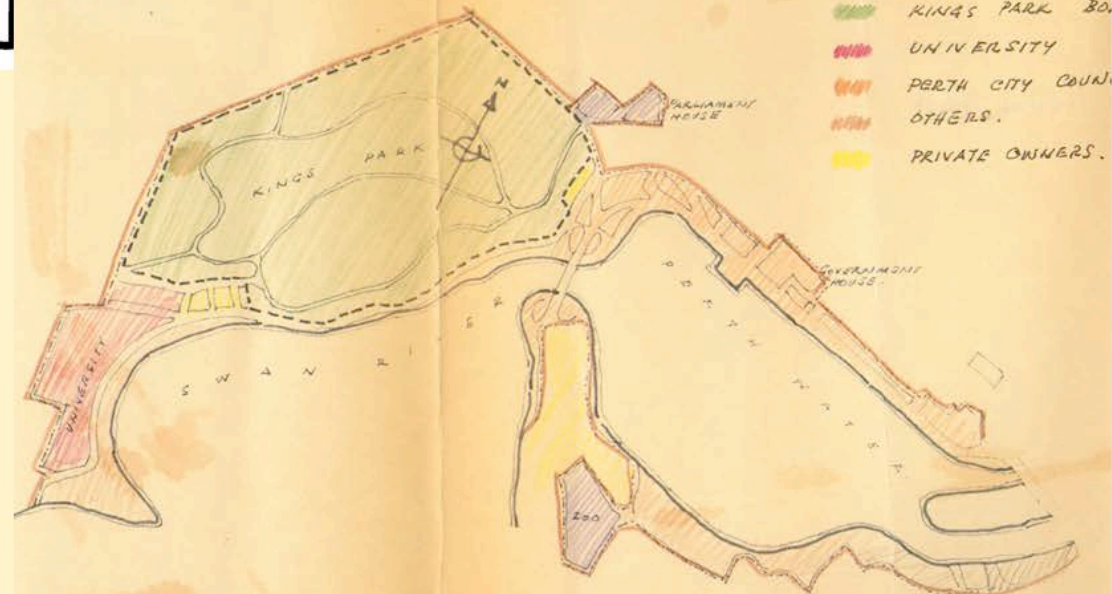 KINGS PARK
UNIVERSITY
PERTH CITY
OTHERS.
PRIVATE OWNERS.
N
PARLIAMENT
HOUSE
KINGS PARK
GOVERNMENT
HOUSE.
PERTH WATER
SWAN RIVER
UNIVERSITY
ZOO